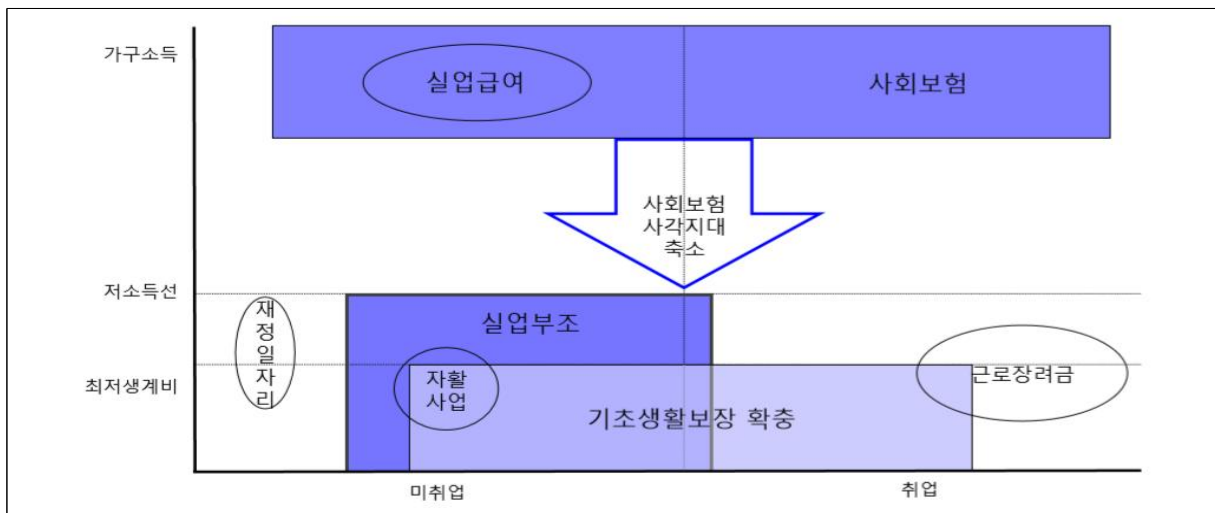 가구소득
실업급여
사회보험
사회보험
사각지대
축소
저소득선
재
정
일
자
리
실업부조
최저생계비
자활
사업
근로장려금
기초생활보장 확충
미취업
취업